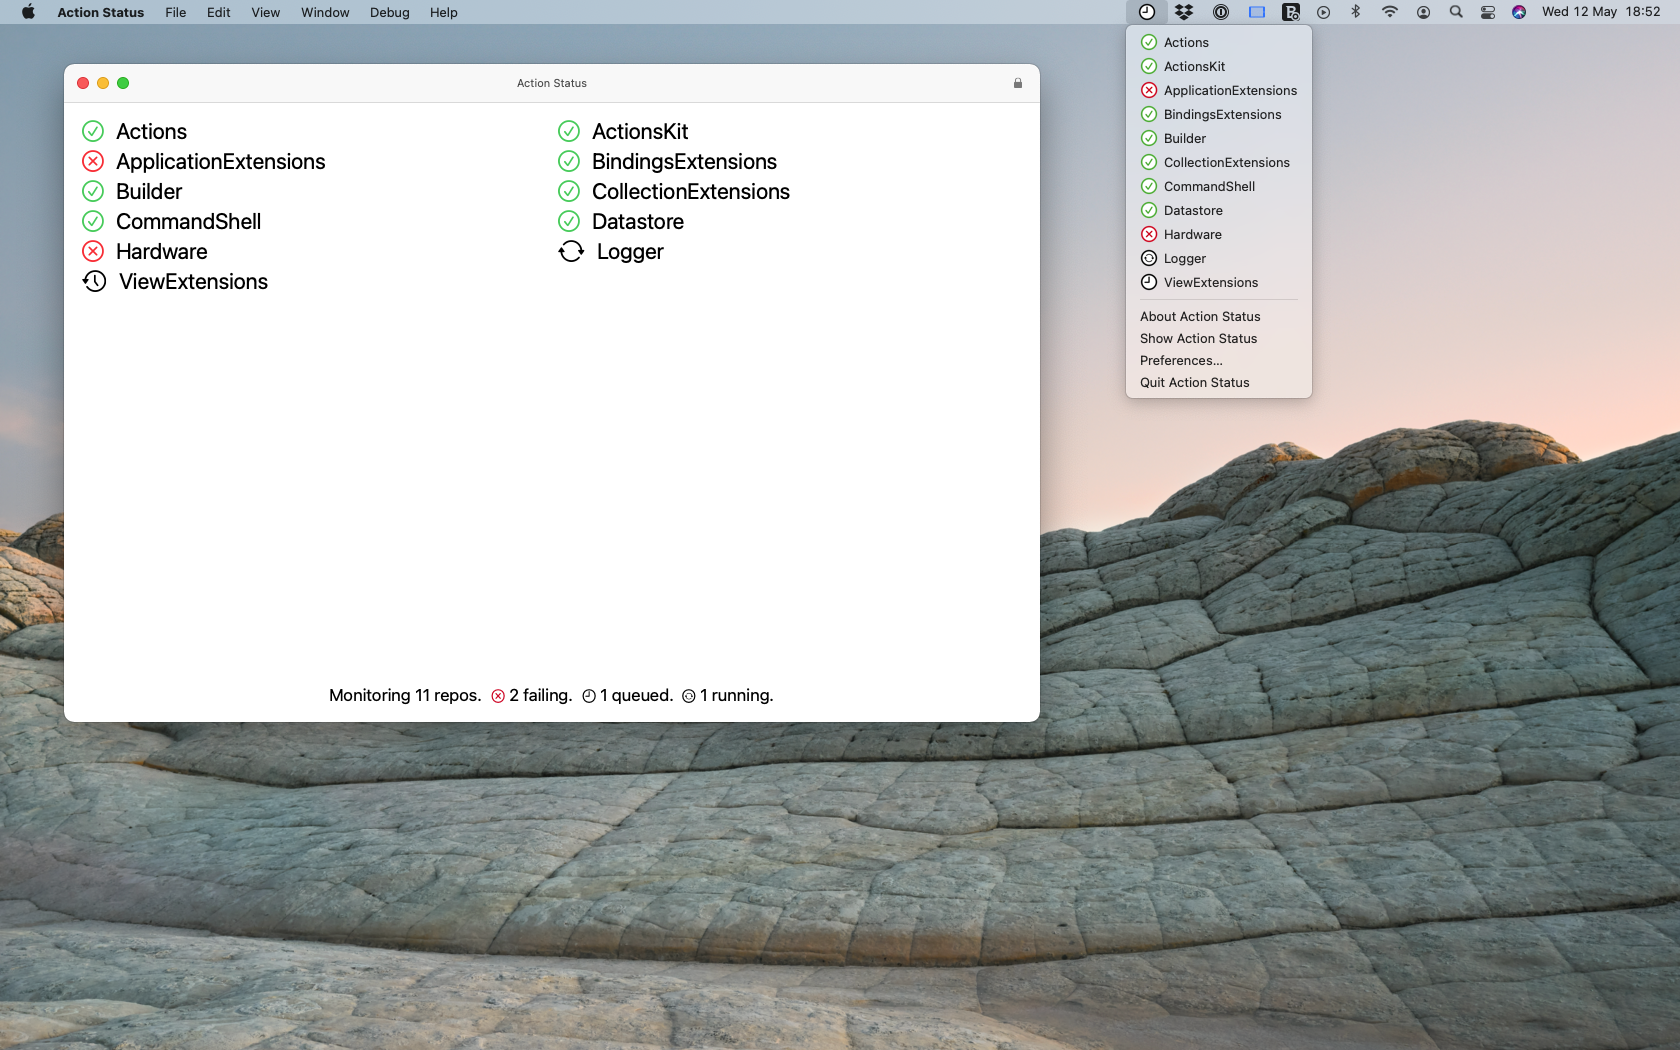 Action Status File Edit View Window Debug Help Wed 12 May 18:52
Action Status
Actions ActionsKit
ApplicationExtensions BindingsExtensions
Builder CollectionExtensions
CommandShell Datastore
Hardware Logger
ViewExtensions
Monitoring 11 repos. 2 failing. 1 queued. 1 running.
Actions
ActionsKit
ApplicationExtensions
BindingsExtensions
Builder
CollectionExtensions
CommandShell
Datastore
Hardware
Logger
ViewExtensions
About Action Status
Show Action Status
Preferences...
Quit Action Status